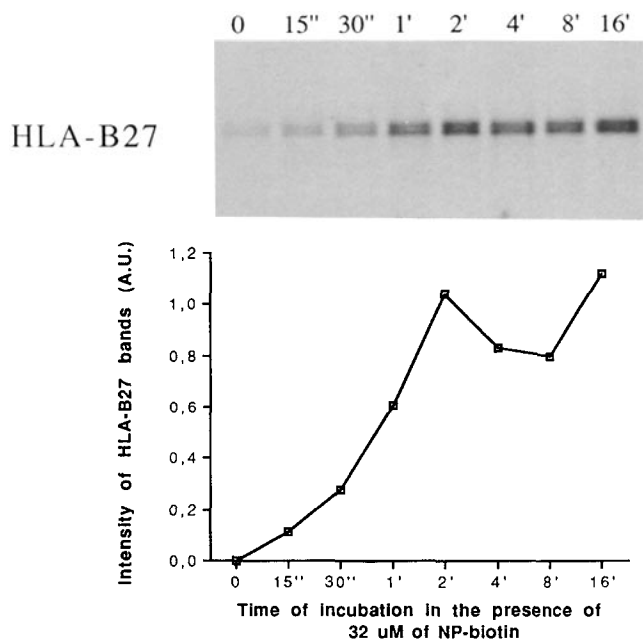 0 15'' 30'' 1' 2' 4' 8' 16'
HLA-B27
Intensity of HLA-B27 bands (A.U.)
1,2
1,0
0,8
0,6
0,4
0,2
0,0
0 15'' 30'' 1' 2' 4' 8' 16'
Time of incubation in the presence of
32 uM of NP-biotin